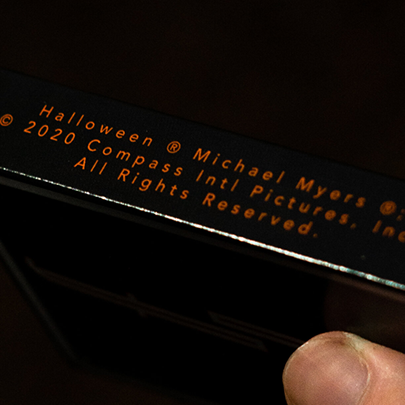 Halloween ® Michael Myers ®:
© 2020 Compass Intl Pictures, Inc
All Rights Reserved.